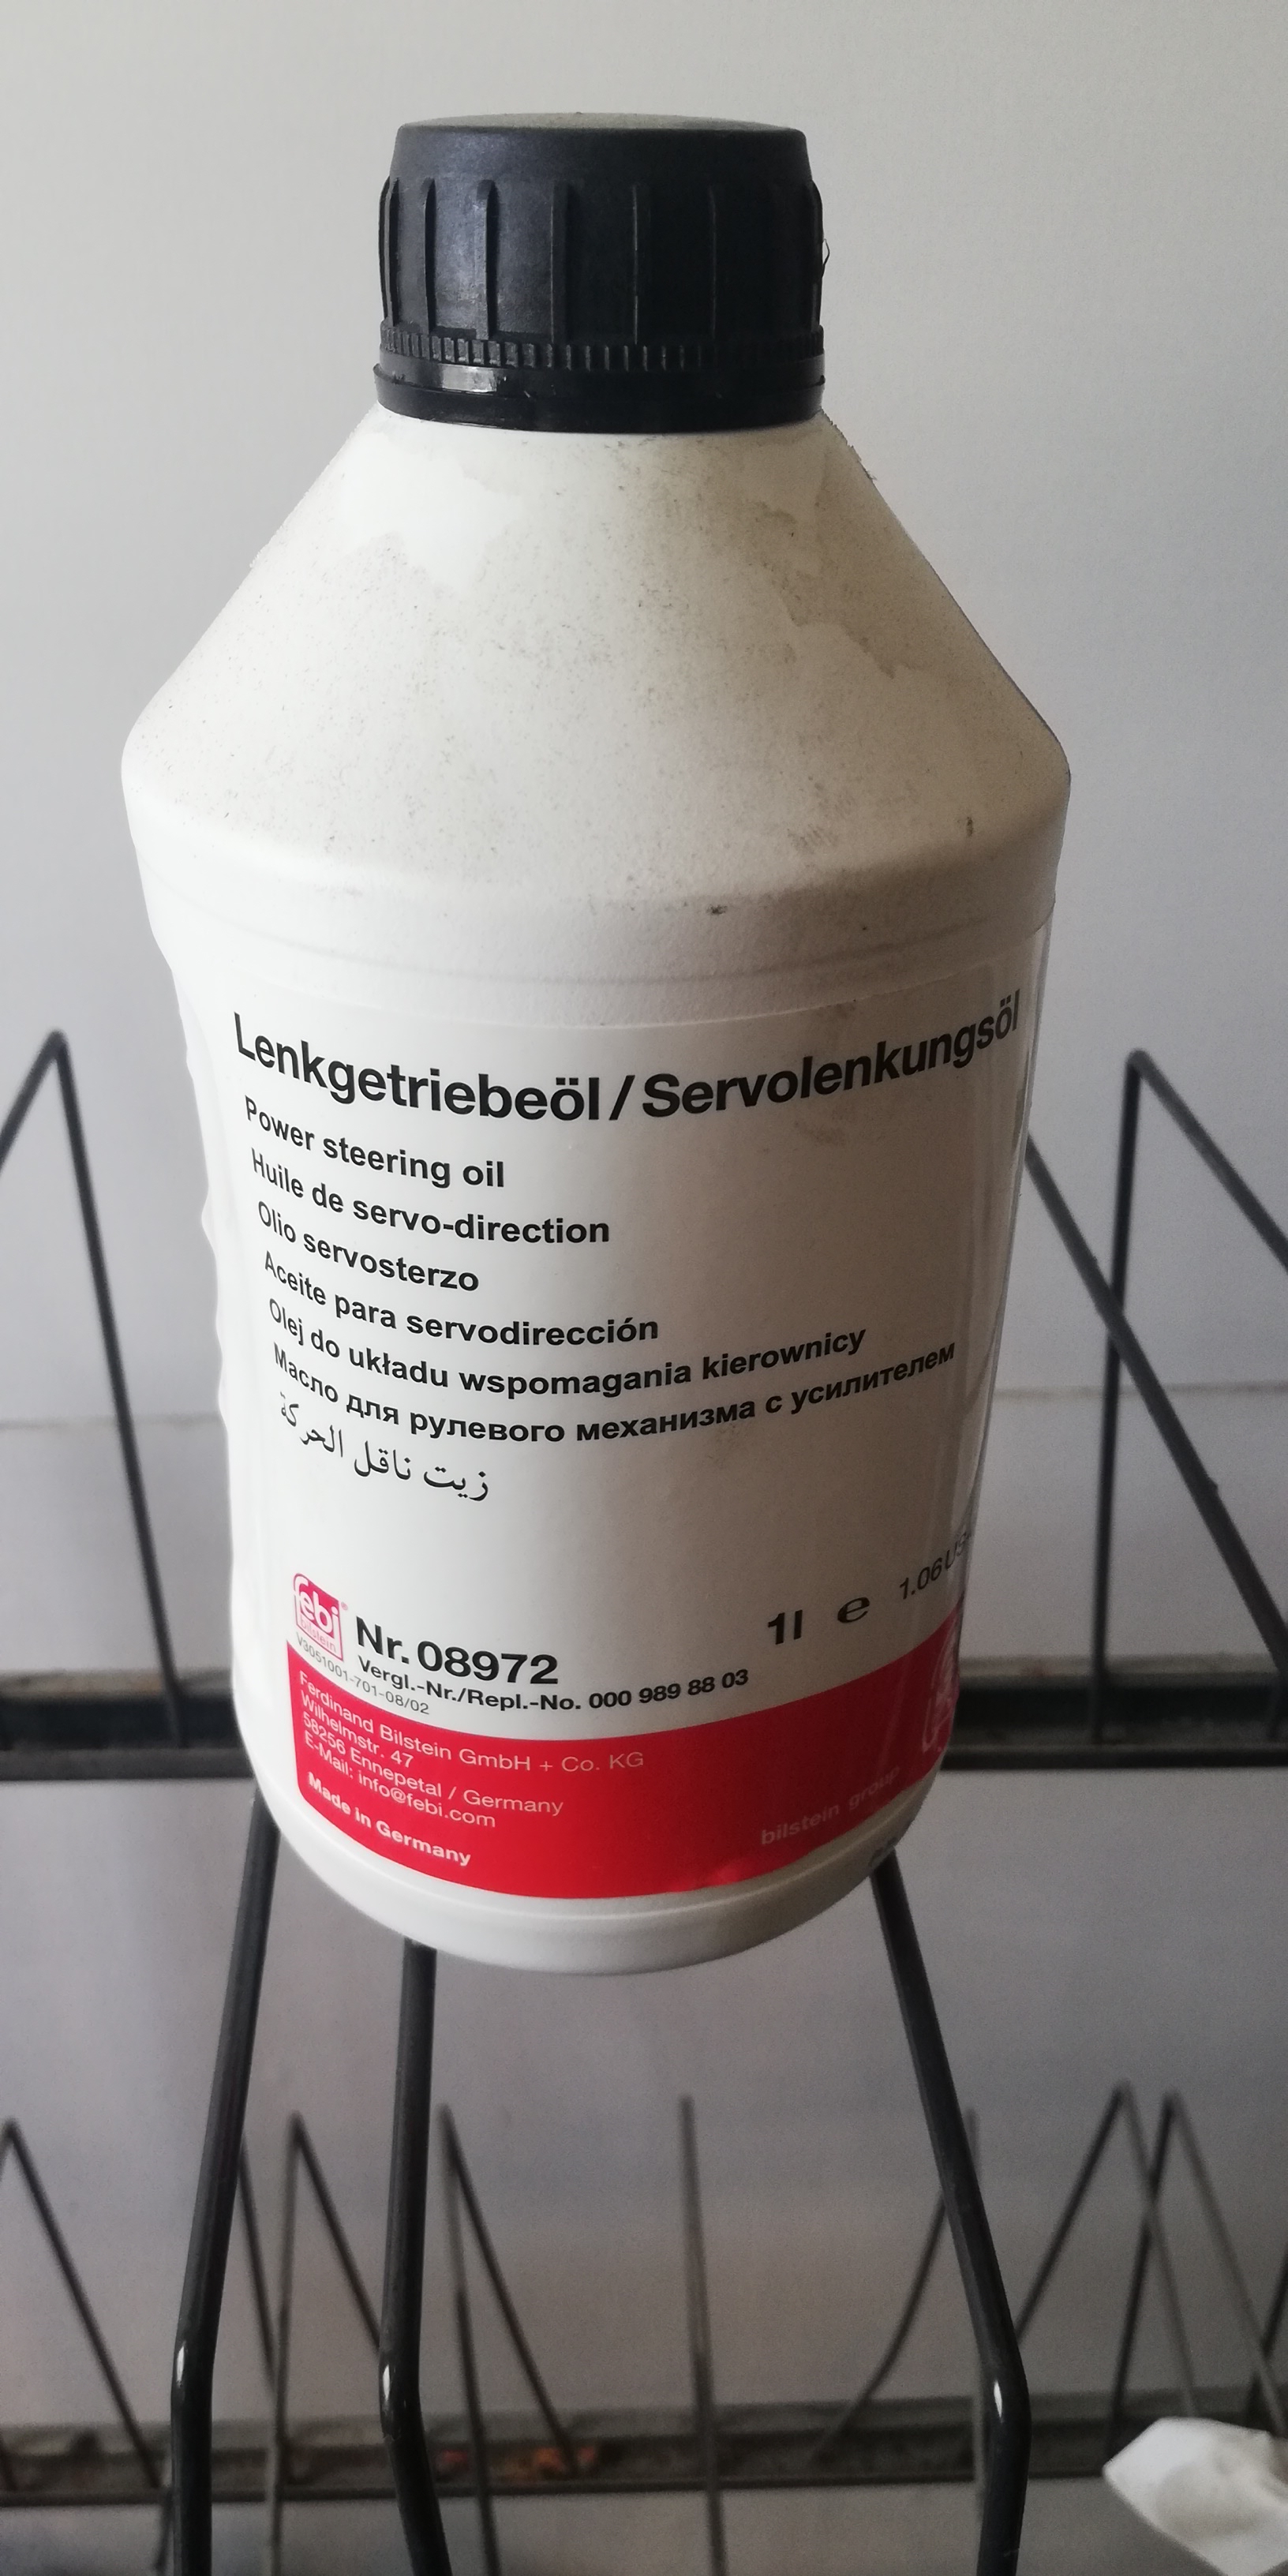 Lenkgetriebeöl / Servolenkungsöl
Power steering oil
Huile de servo-direction
Olio servosterzo
Aceite para servodirección
Olej do układu wspomagania kierownicy
Масло для рулевого механизма с усилителем
زيت ناقل الحركة
febi
bilstein
Nr. 08972
1l e 1.06
Vergl.-Nr./Repl.-No. 000 989 88 03
V3051001-701-08/02
Ferdinand Bilstein GmbH + Co. KG
Wilhelmstr. 47
58256 Ennepetal / Germany
E-Mail: info@febi.com
Made in Germany
bilstein group